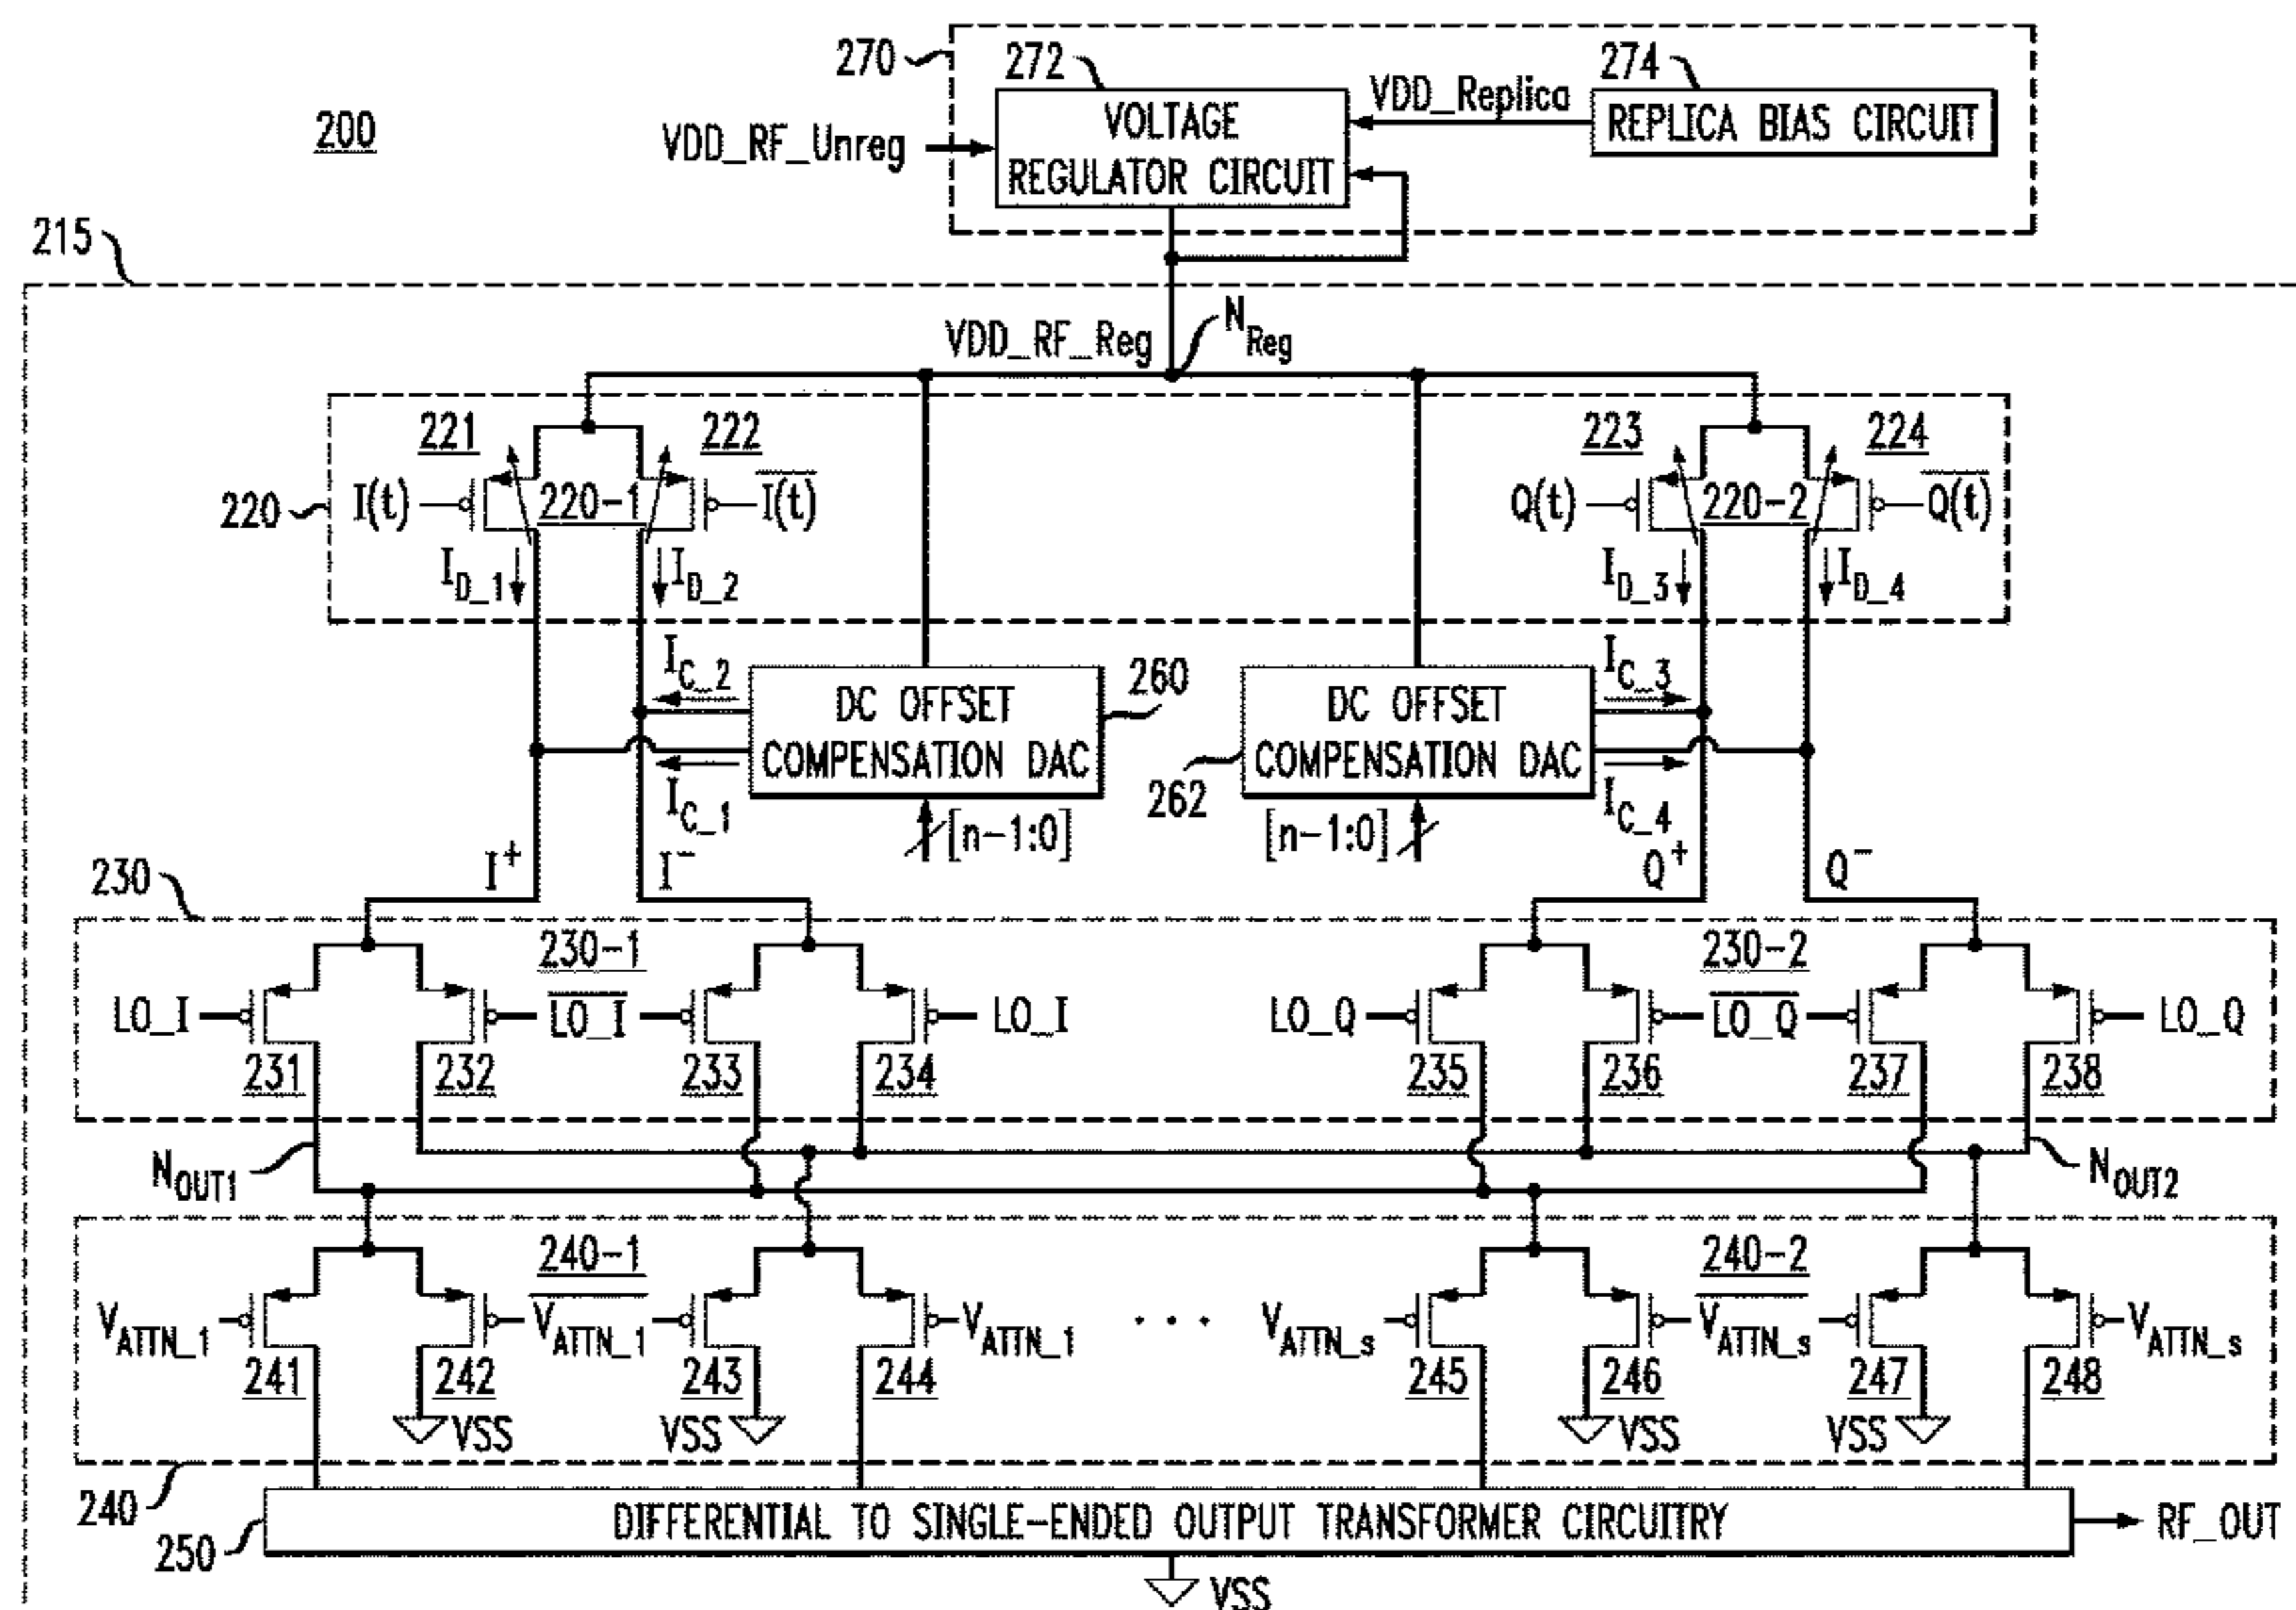 200
270
272
274
VDD_RF_Unreg
VOLTAGE
REGULATOR CIRCUIT
VDD_Replica
REPLICA BIAS CIRCUIT
215
VDD_RF_Reg
N_Reg
220
221
222
220-1
I(t)
I̅(̅t̅)̅
I_D_1
I_D_2
223
224
220-2
Q(t)
Q̅(̅t̅)̅
I_D_3
I_D_4
I_C_2
I_C_1
DC OFFSET
COMPENSATION DAC
260
[n-1:0]
DC OFFSET
COMPENSATION DAC
262
[n-1:0]
I_C_3
I_C_4
I⁺
I⁻
Q⁺
Q⁻
230
230-1
230-2
LO_I
L̅O̅_̅I̅
LO_I
LO_Q
L̅O̅_̅Q̅
LO_Q
231
232
233
234
235
236
237
238
N_OUT1
N_OUT2
240-1
240-2
V_ATTN_1
V̅_ATTN_1
V_ATTN_1
. . .
V_ATTN_s
V̅_ATTN_s
V_ATTN_s
241
242
243
244
245
246
247
248
VSS
VSS
VSS
VSS
240
250
DIFFERENTIAL TO SINGLE-ENDED OUTPUT TRANSFORMER CIRCUITRY
RF_OUT
VSS